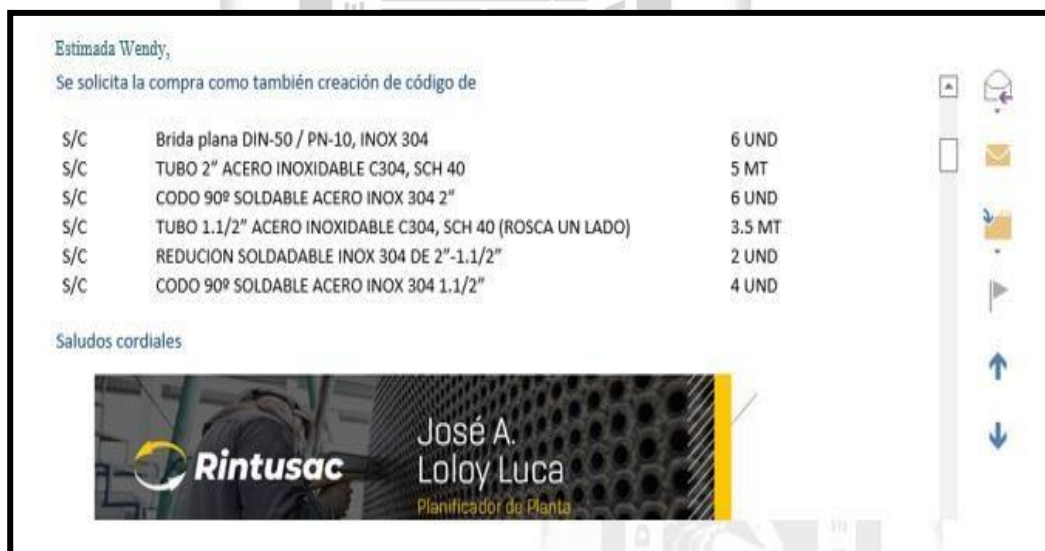 Estimada Wendy,
Se solicita la compra como también creación de código de
S/C Brida plana DIN-50 / PN-10, INOX 304 6 UND
S/C TUBO 2" ACERO INOXIDABLE C304, SCH 40 5 MT
S/C CODO 90º SOLDABLE ACERO INOX 304 2" 6 UND
S/C TUBO 1.1/2" ACERO INOXIDABLE C304, SCH 40 (ROSCA UN LADO) 3.5 MT
S/C REDUCION SOLDADABLE INOX 304 DE 2"-1.1/2" 2 UND
S/C CODO 90º SOLDABLE ACERO INOX 304 1.1/2" 4 UND
Saludos cordiales
Rintusac
José A.
Loloy Luca
Planificador de Planta